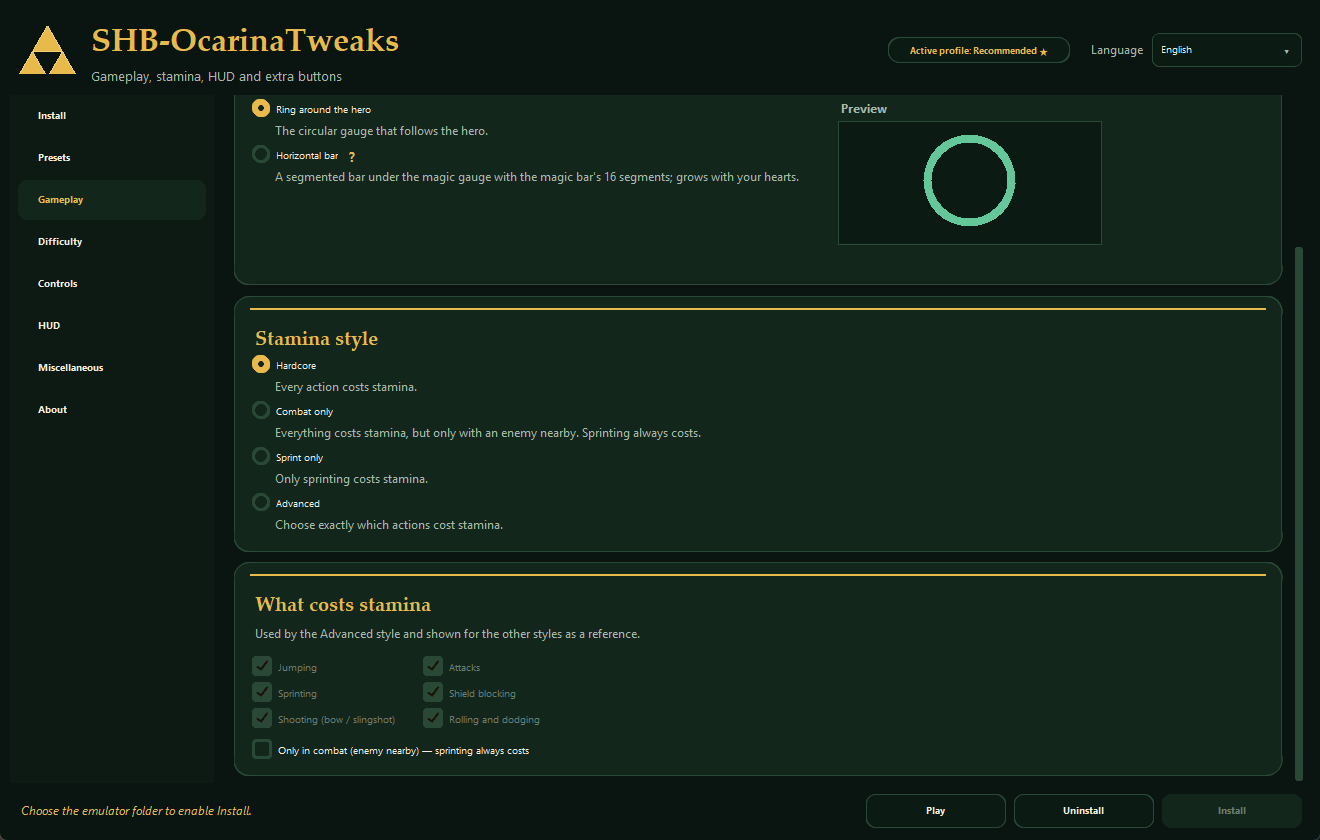 SHB-OcarinaTweaks
Gameplay, stamina, HUD and extra buttons
Active profile: Recommended ★
Language
English
Install
Presets
Gameplay
Difficulty
Controls
HUD
Miscellaneous
About
Ring around the hero
The circular gauge that follows the hero.
Horizontal bar ?
A segmented bar under the magic gauge with the magic bar's 16 segments; grows with your hearts.
Preview
Stamina style
Hardcore
Every action costs stamina.
Combat only
Everything costs stamina, but only with an enemy nearby. Sprinting always costs.
Sprint only
Only sprinting costs stamina.
Advanced
Choose exactly which actions cost stamina.
What costs stamina
Used by the Advanced style and shown for the other styles as a reference.
Jumping
Attacks
Sprinting
Shield blocking
Shooting (bow / slingshot)
Rolling and dodging
Only in combat (enemy nearby) — sprinting always costs
Choose the emulator folder to enable Install.
Play
Uninstall
Install